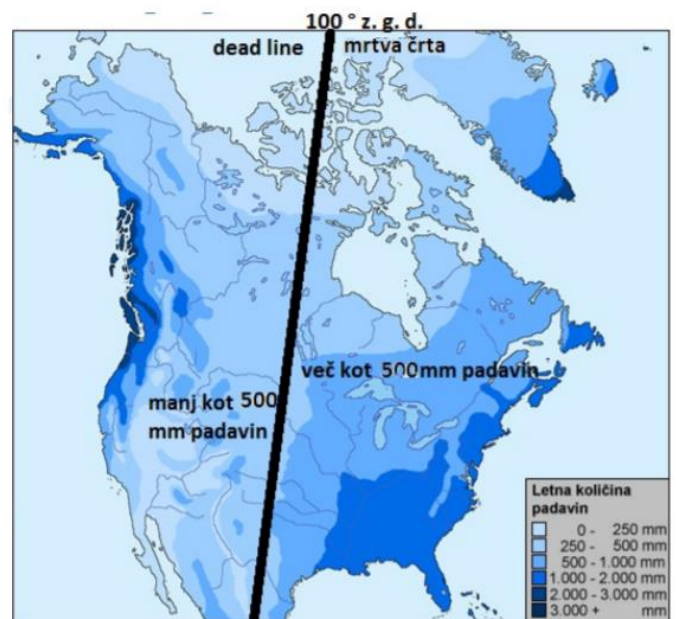 100 ° z. g. d.
dead line
mrtva črta
več kot 500mm padavin
manj kot 500
mm padavin
Letna količina
padavin
0 - 250 mm
250 - 500 mm
500 - 1.000 mm
1.000 - 2.000 mm
2.000 - 3.000 mm
3.000 + mm